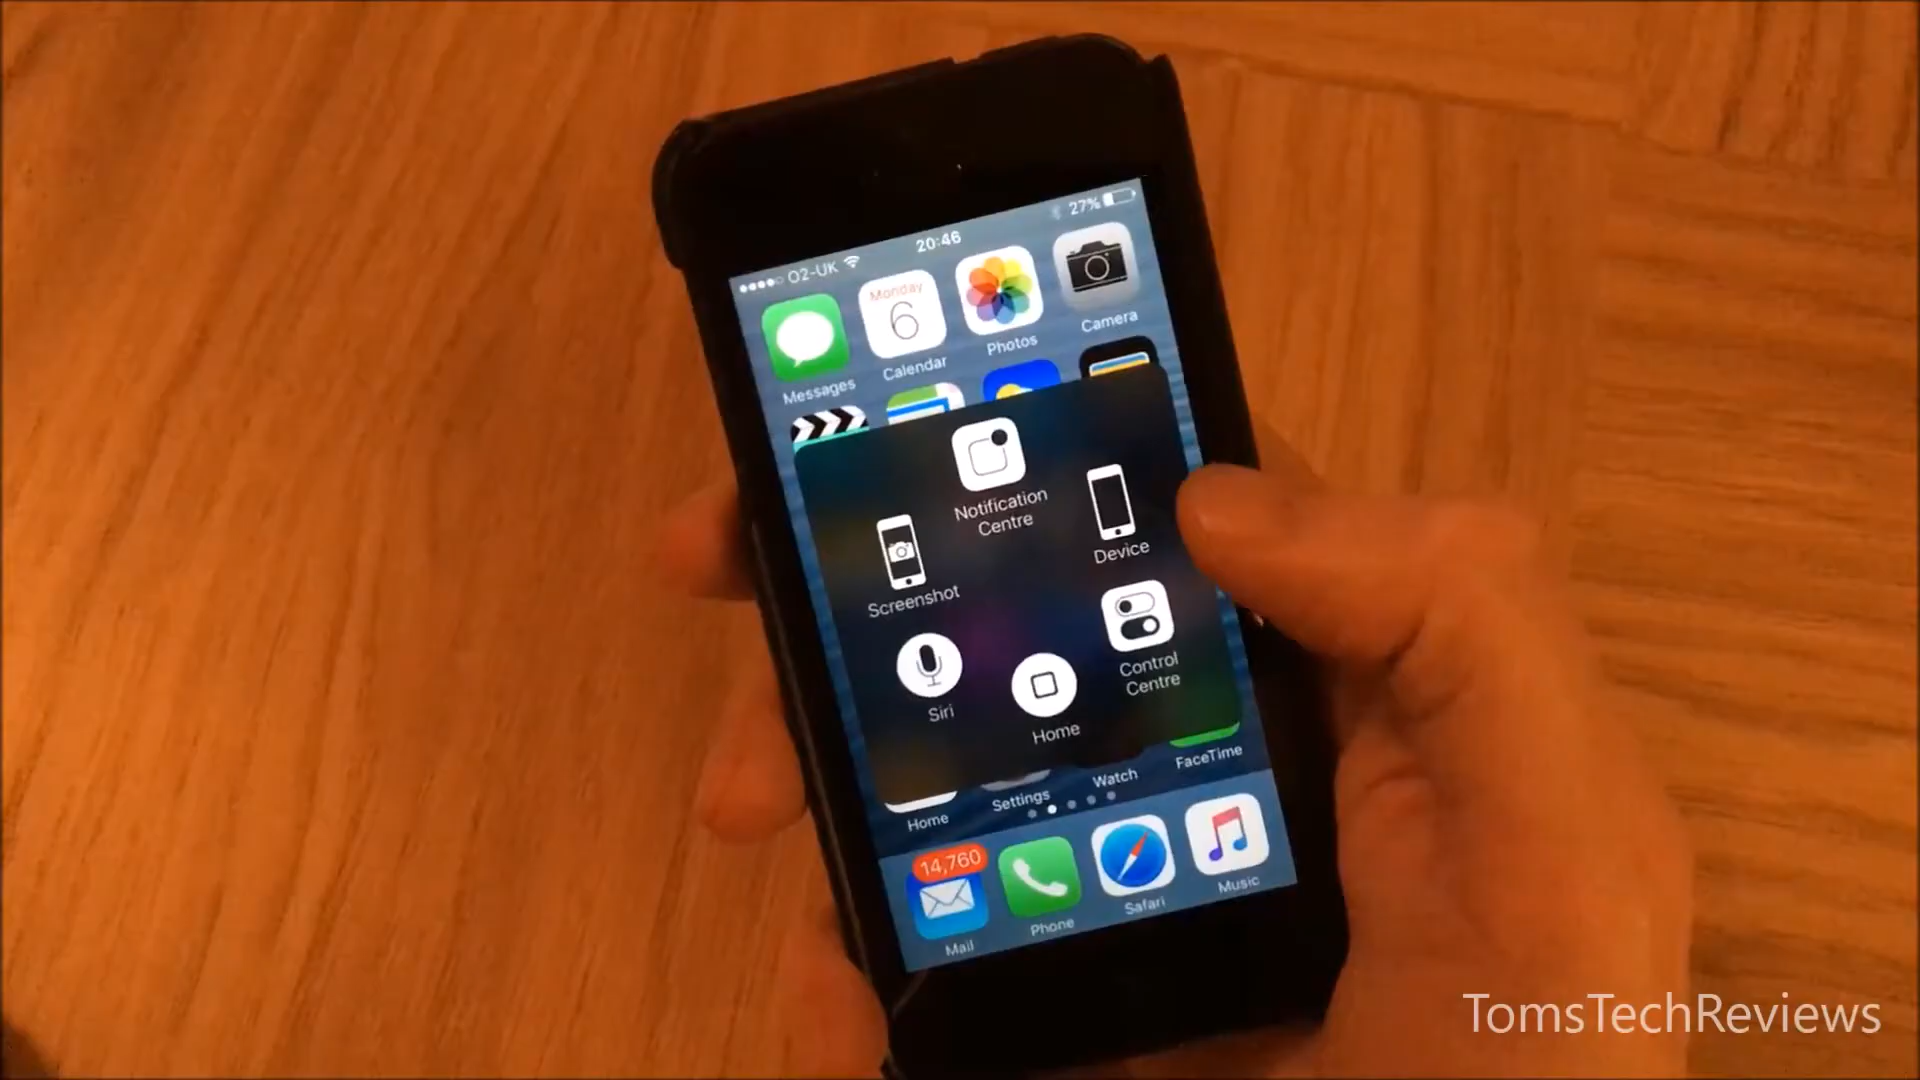 O2-UK
20:46
27%
Monday
6
Messages
Calendar
Photos
Camera
Notification
Centre
Device
Screenshot
Control
Centre
Siri
Home
Home
Settings
Watch
FaceTime
14,760
Mail
Phone
Safari
Music
TomsTechReviews